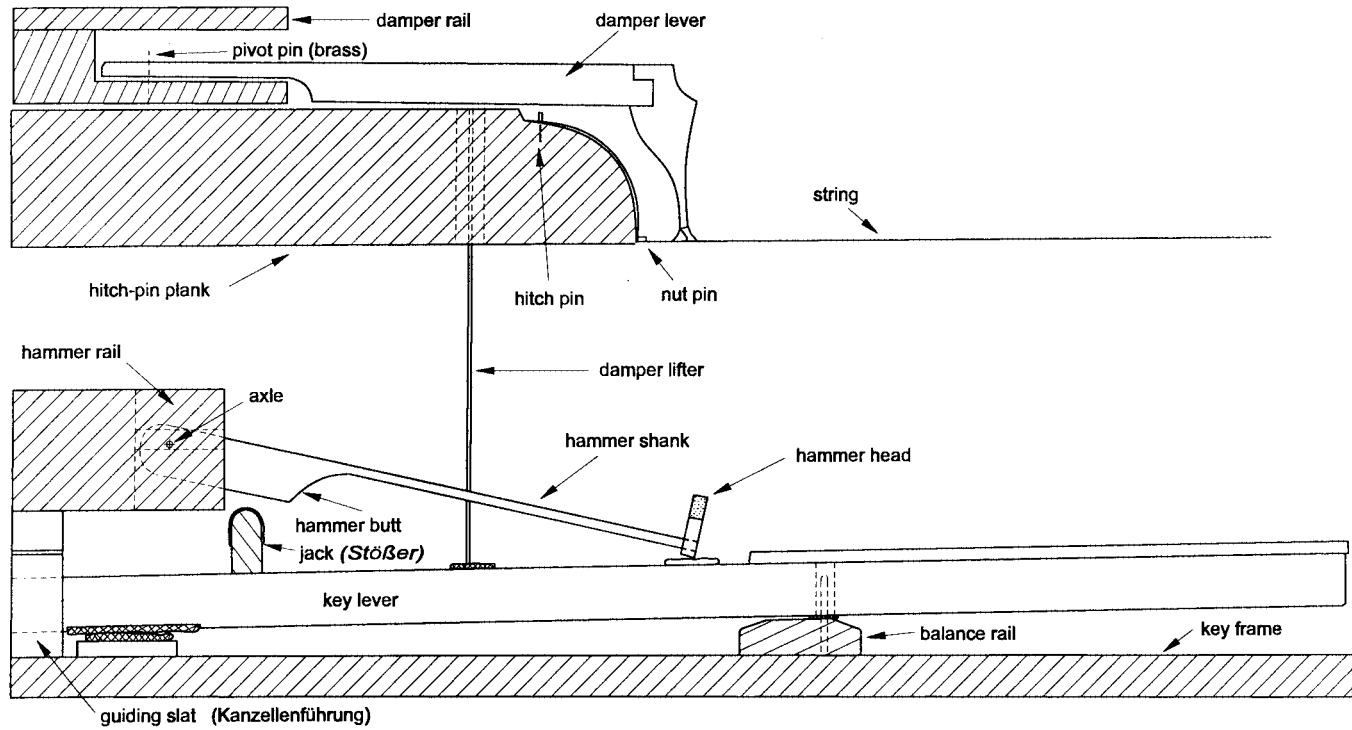 damper rail
damper lever
pivot pin (brass)
string
hitch-pin plank
hitch pin
nut pin
hammer rail
axle
damper lifter
hammer shank
hammer head
hammer butt
jack (Stößer)
key lever
balance rail
key frame
guiding slat (Kanzellenführung)